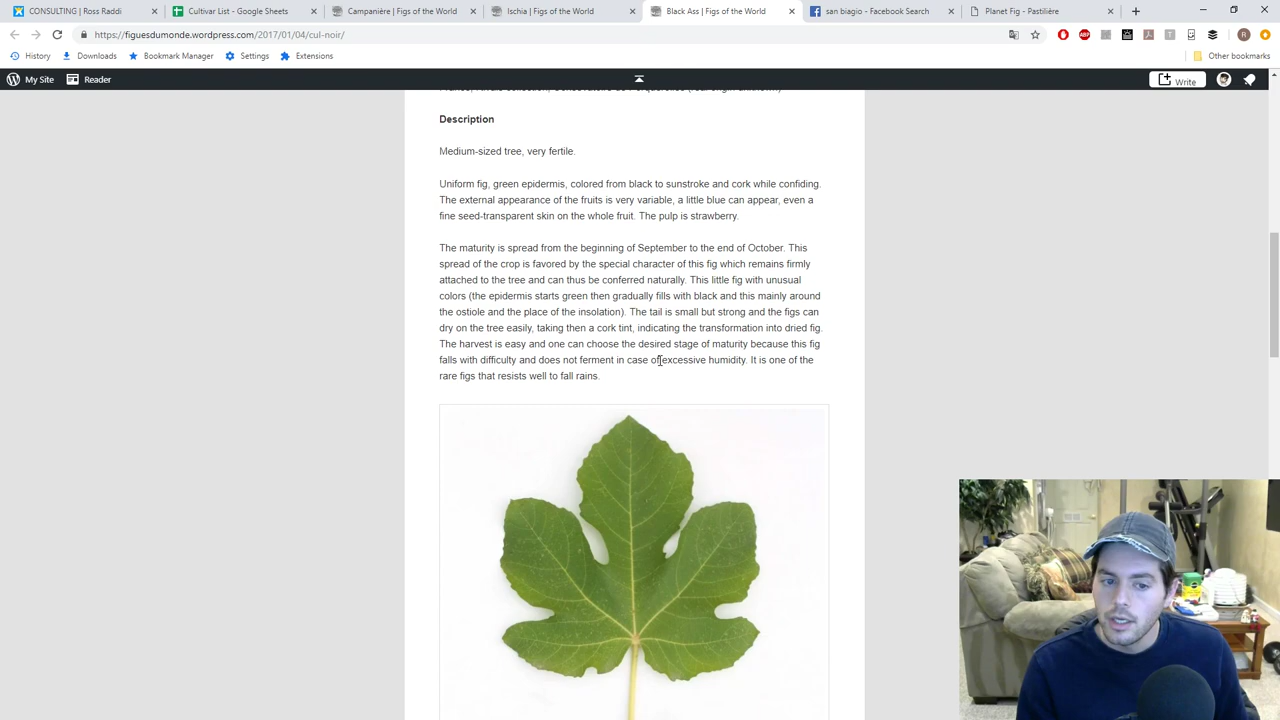 CONSULTING | Ross Raddi
Cultivar List - Google Sheets
Campanière | Figs of the World
Ischia | Figs of the World
Black Ass | Figs of the World
san biagio - Facebook Search
Planet Fig - Pastilière
https://figuesdumonde.wordpress.com/2017/01/04/cul-noir/
History
Downloads
Bookmark Manager
Settings
Extensions
Other bookmarks
My Site
Reader
Write
Description
Medium-sized tree, very fertile.
Uniform fig, green epidermis, colored from black to sunstroke and cork while confiding.
The external appearance of the fruits is very variable, a little blue can appear, even a
fine seed-transparent skin on the whole fruit. The pulp is strawberry.
The maturity is spread from the beginning of September to the end of October. This
spread of the crop is favored by the special character of this fig which remains firmly
attached to the tree and can thus be conferred naturally. This little fig with unusual
colors (the epidermis starts green then gradually fills with black and this mainly around
the ostiole and the place of the insolation). The tail is small but strong and the figs can
dry on the tree easily, taking then a cork tint, indicating the transformation into dried fig.
The harvest is easy and one can choose the desired stage of maturity because this fig
falls with difficulty and does not ferment in case of excessive humidity. It is one of the
rare figs that resists well to fall rains.